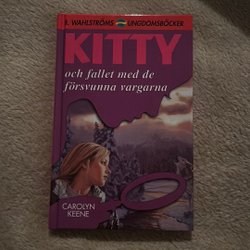 B. WAHLSTRÖMS UNGDOMSBÖCKER
KITTY
och fallet med de
försvunna vargarna
CAROLYN
KEENE